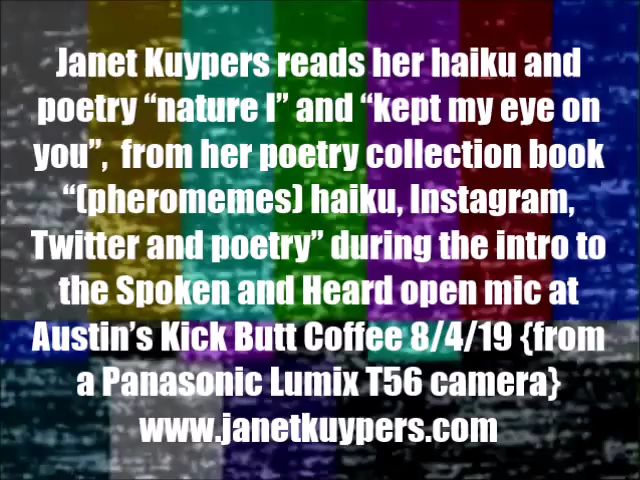 Janet Kuypers reads her haiku and
poetry “nature I” and “kept my eye on
you”, from her poetry collection book
“(pheromemes) haiku, Instagram,
Twitter and poetry” during the intro to
the Spoken and Heard open mic at
Austin’s Kick Butt Coffee 8/4/19 {from
a Panasonic Lumix T56 camera}
www.janetkuypers.com